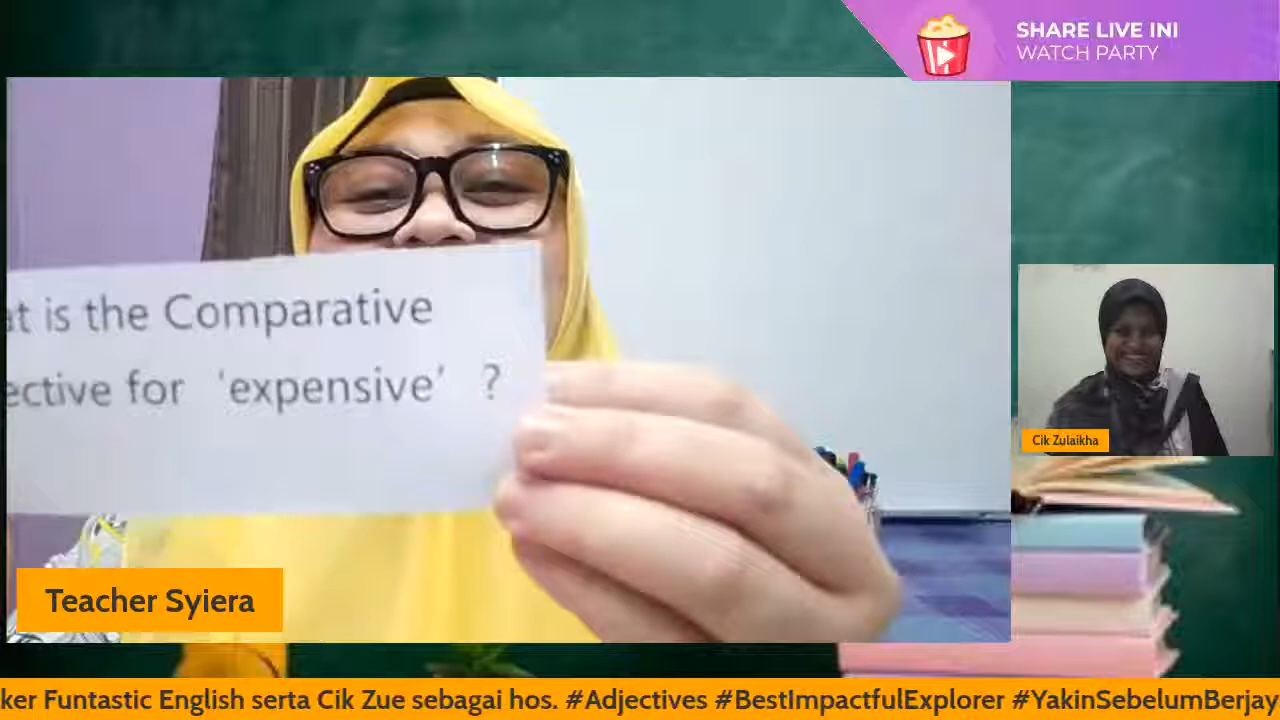 SHARE LIVE INI
WATCH PARTY
at is the Comparative
ective for 'expensive' ?
Cik Zulaikha
Teacher Syiera
ker Funtastic English serta Cik Zue sebagai hos. #Adjectives #BestImpactfulExplorer #YakinSebelumBerjay